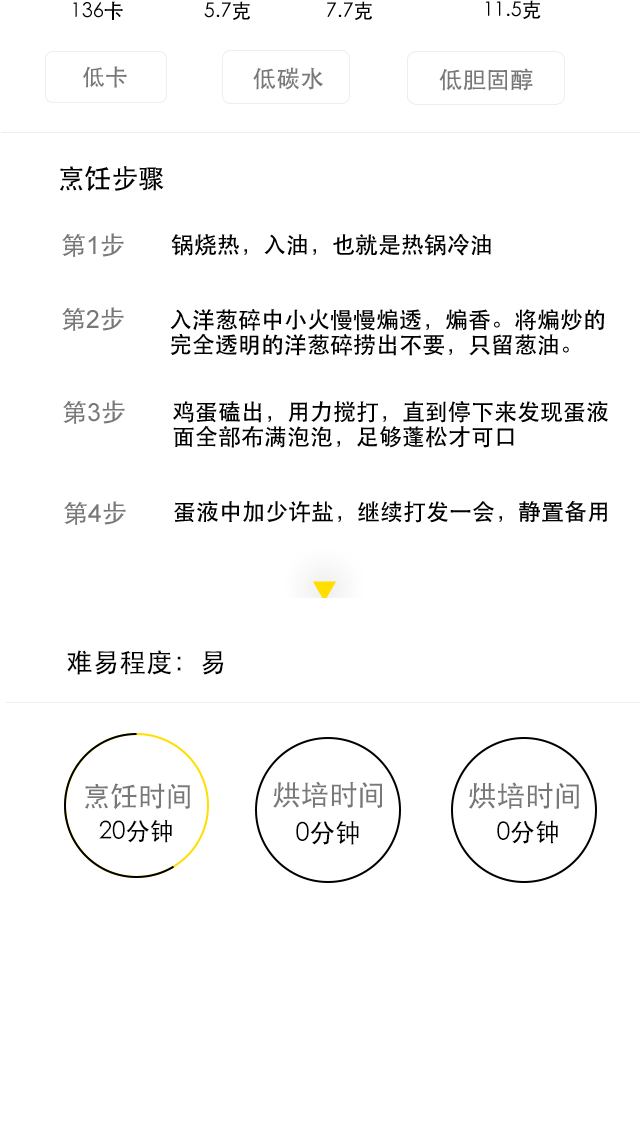 136卡 5.7克 7.7克 11.5克
低卡 低碳水 低胆固醇
烹饪步骤
第1步 锅烧热，入油，也就是热锅冷油
第2步 入洋葱碎中小火慢慢煸透，煸香。将煸炒的
完全透明的洋葱碎捞出不要，只留葱油。
第3步 鸡蛋磕出，用力搅打，直到停下来发现蛋液
面全部布满泡泡，足够蓬松才可口
第4步 蛋液中加少许盐，继续打发一会，静置备用
难易程度：易
烹饪时间 烘培时间 烘培时间
20分钟 0分钟 0分钟